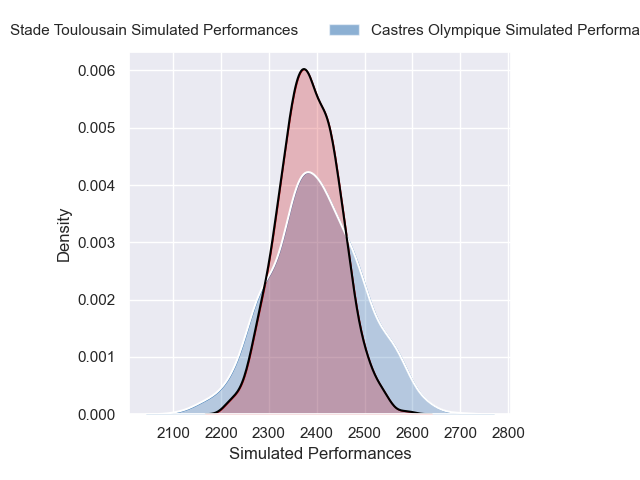 Stade Toulousain Simulated Performances
Castres Olympique Simulated Performa
0.006
0.005
0.004
0.003
0.002
0.001
0.000
Density
2100 2200 2300 2400 2500 2600 2700 2800
Simulated Performances